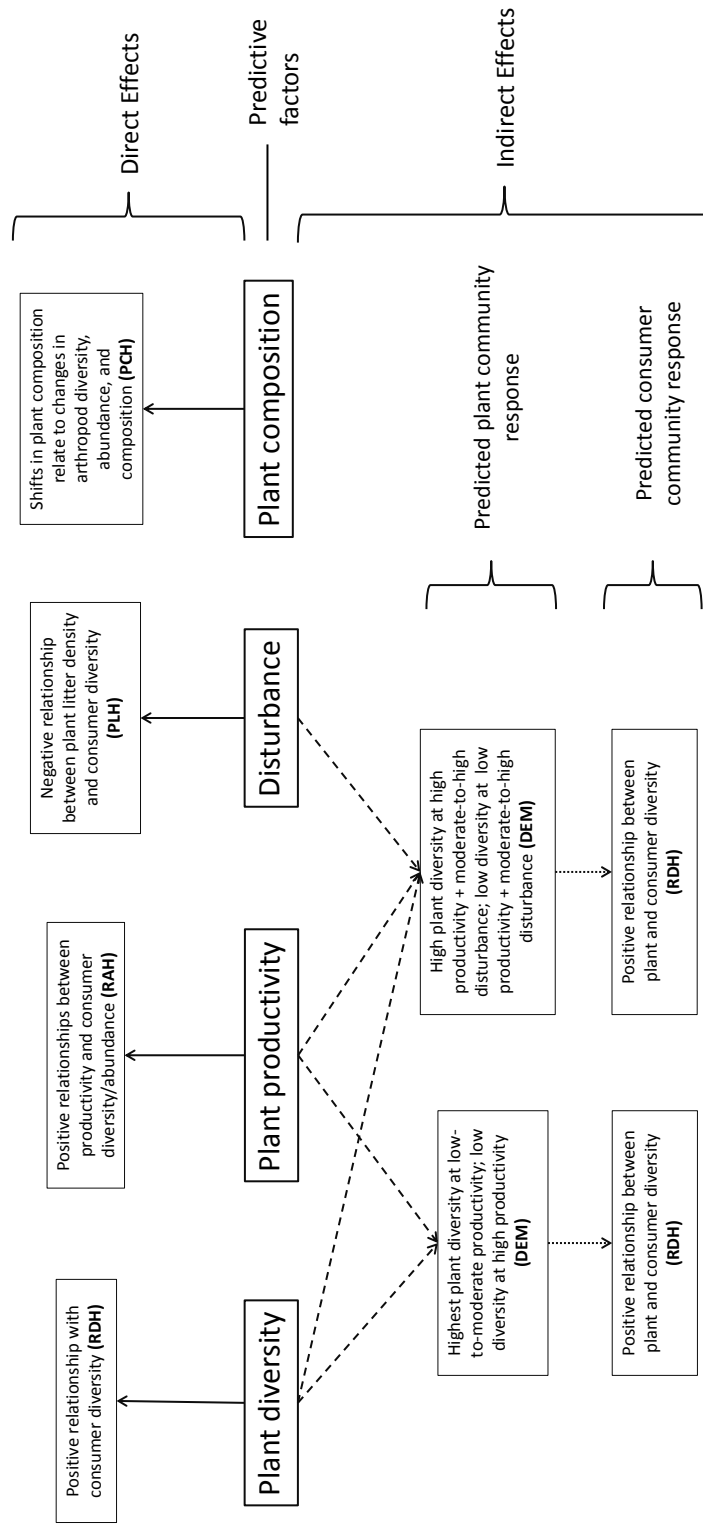 Positive relationship with
consumer diversity (RDH)
Positive relationships between
productivity and consumer
diversity/abundance (RAH)
Negative relationship
between plant litter density
and consumer diversity
(PLH)
Shifts in plant composition
relate to changes in
arthropod diversity,
abundance, and
composition (PCH)
Direct Effects
Plant diversity
Plant productivity
Disturbance
Plant composition
Predictive
factors
Highest plant diversity at low-
to-moderate productivity; low
diversity at high productivity
(DEM)
High plant diversity at high
productivity + moderate-to-high
disturbance; low diversity at low
productivity + moderate-to-high
disturbance (DEM)
Predicted plant community
response
Indirect Effects
Positive relationship between
plant and consumer diversity
(RDH)
Positive relationship between
plant and consumer diversity
(RDH)
Predicted consumer
community response